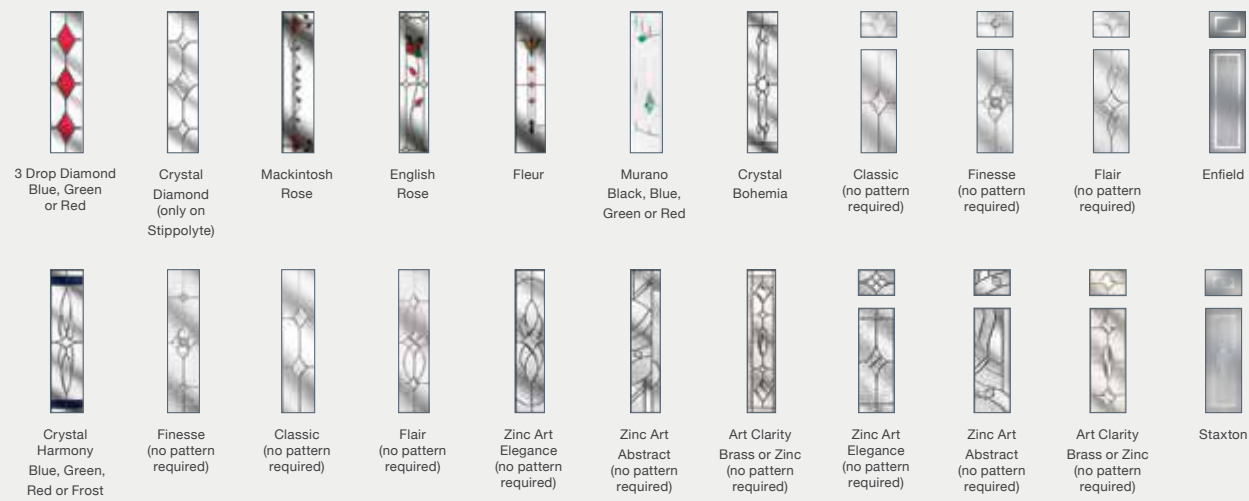 3 Drop Diamond
Blue, Green
or Red
Crystal
Diamond
(only on
Stippolyte)
Mackintosh
Rose
English
Rose
Fleur
Murano
Black, Blue,
Green or Red
Crystal
Bohemia
Classic
(no pattern
required)
Finesse
(no pattern
required)
Flair
(no pattern
required)
Enfield
Crystal
Harmony
Blue, Green,
Red or Frost
Finesse
(no pattern
required)
Classic
(no pattern
required)
Flair
(no pattern
required)
Zinc Art
Elegance
(no pattern
required)
Zinc Art
Abstract
(no pattern
required)
Art Clarity
Brass or Zinc
(no pattern
required)
Zinc Art
Elegance
(no pattern
required)
Zinc Art
Abstract
(no pattern
required)
Art Clarity
Brass or Zinc
(no pattern
required)
Staxton